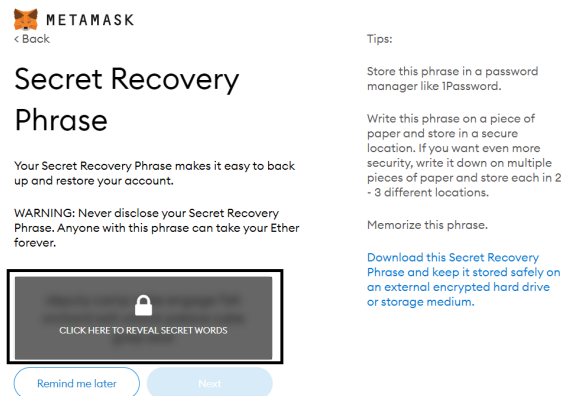 METAMASK
< Back
Secret Recovery
Phrase
Your Secret Recovery Phrase makes it easy to back
up and restore your account.
WARNING: Never disclose your Secret Recovery
Phrase. Anyone with this phrase can take your Ether
forever.
CLICK HERE TO REVEAL SECRET WORDS
Remind me later
Next
Tips:
Store this phrase in a password
manager like 1Password.
Write this phrase on a piece of
paper and store in a secure
location. If you want even more
security, write it down on multiple
pieces of paper and store each in 2
- 3 different locations.
Memorize this phrase.
Download this Secret Recovery
Phrase and keep it stored safely on
an external encrypted hard drive
or storage medium.